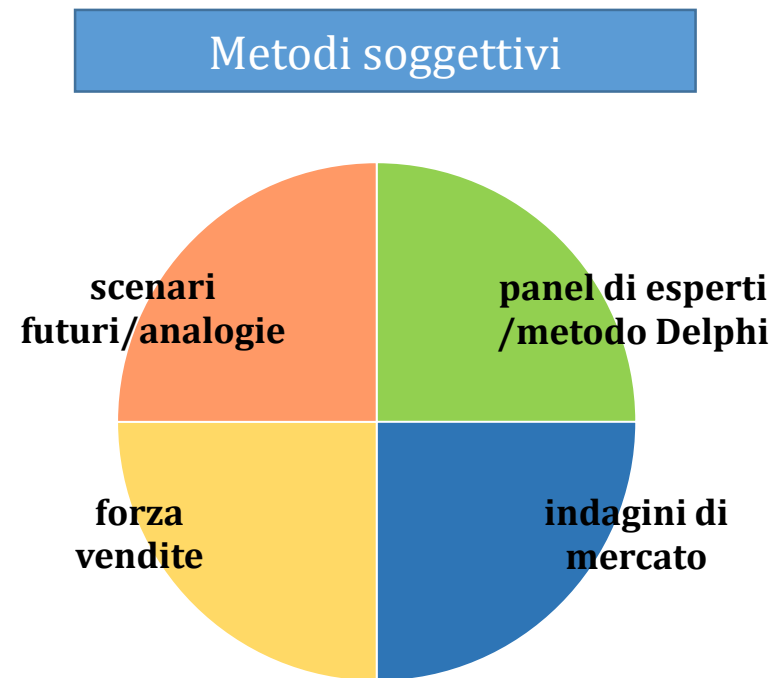 Metodi soggettivi
scenari
futuri/analogie
panel di esperti
/metodo Delphi
forza
vendite
indagini di
mercato